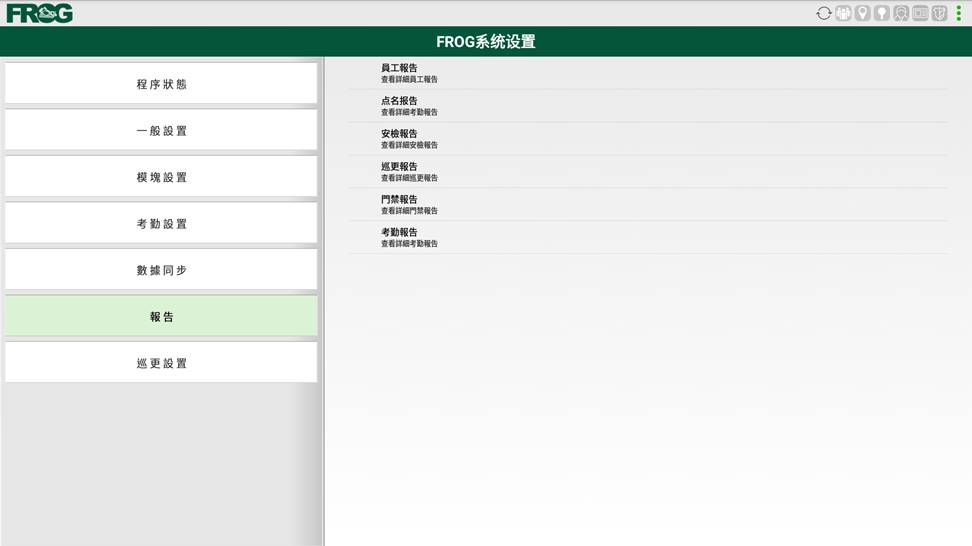 FROG
FROG系统设置
程序狀態
一般設置
模塊設置
考勤設置
數據同步
報告
巡更設置
員工報告
查看詳細員工報告
点名报告
查看詳細考勤報告
安檢報告
查看詳細安檢報告
巡更報告
查看詳細巡更報告
門禁報告
查看詳細門禁報告
考勤報告
查看詳細考勤報告